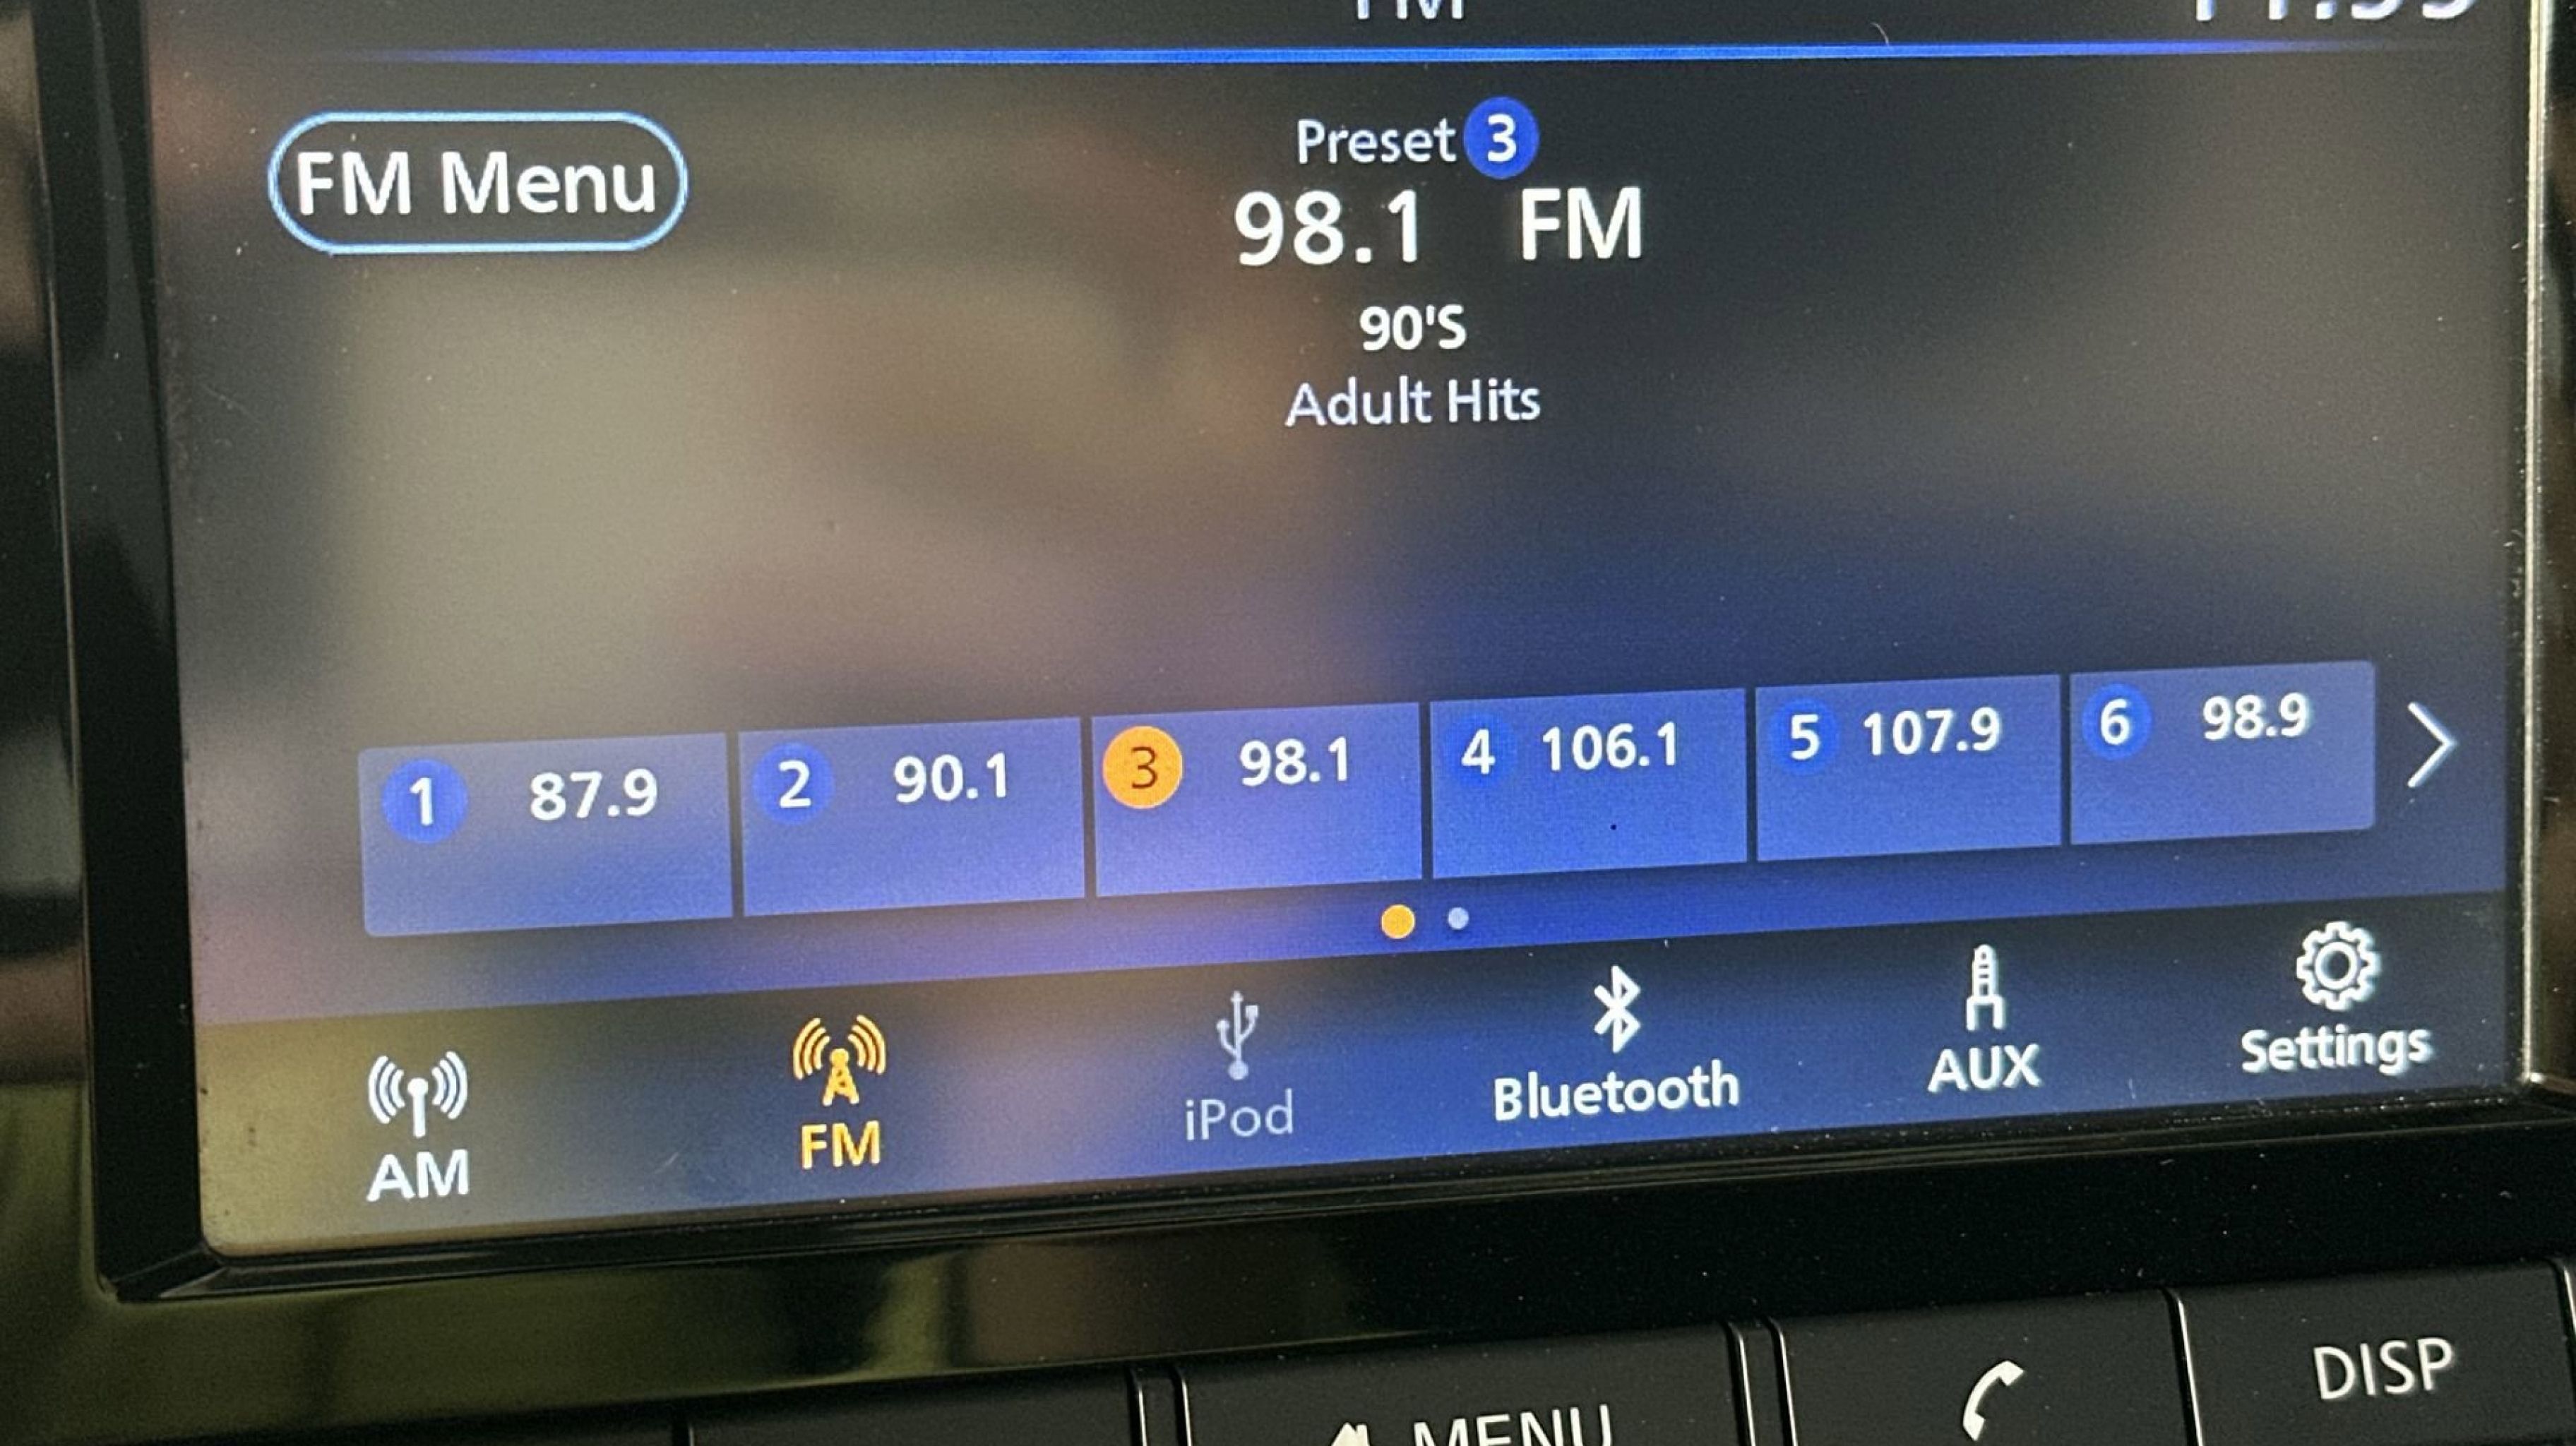 FM
FM Menu
Preset 3
98.1 FM
90'S
Adult Hits
1 87.9
2 90.1
3 98.1
4 106.1
5 107.9
6 98.9
AM
FM
iPod
Bluetooth
AUX
Settings
MENU
DISP